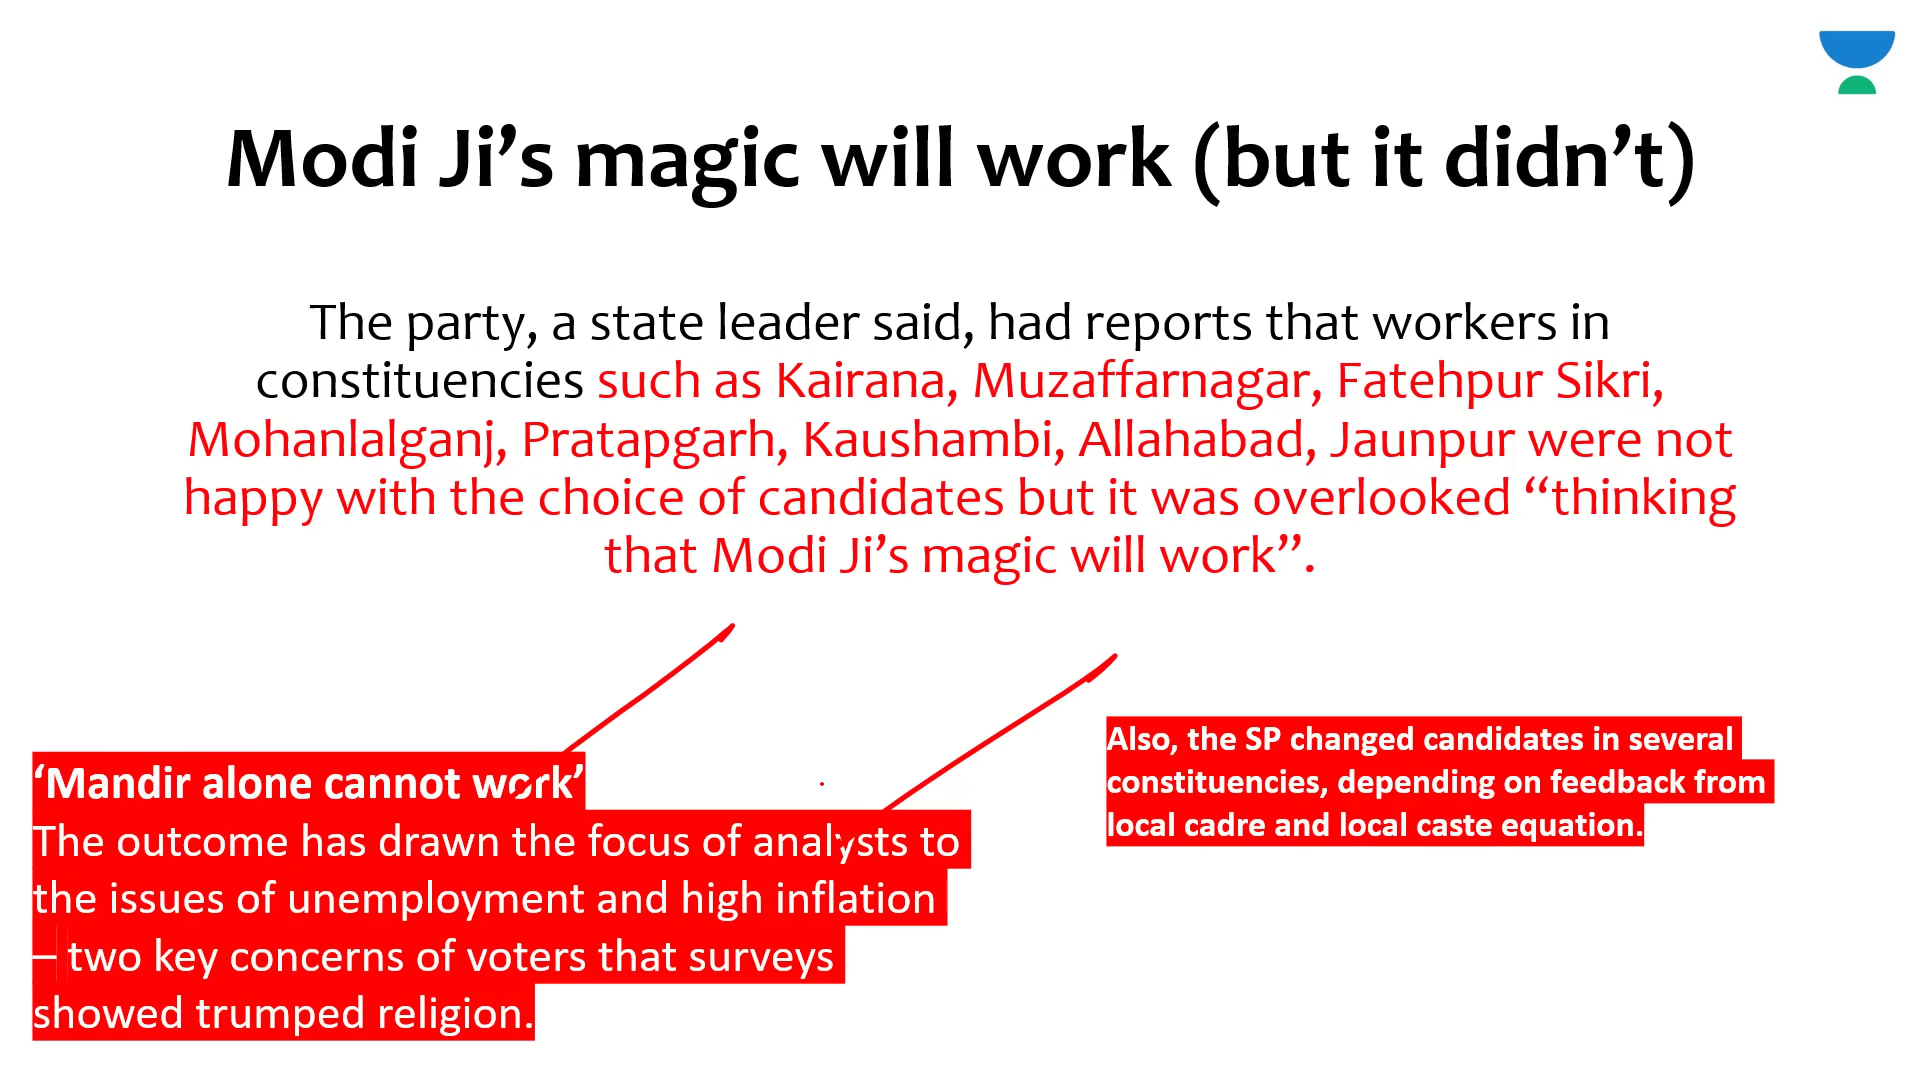 Modi Ji’s magic will work (but it didn’t)
The party, a state leader said, had reports that workers in
constituencies such as Kairana, Muzaffarnagar, Fatehpur Sikri,
Mohanlalganj, Pratapgarh, Kaushambi, Allahabad, Jaunpur were not
happy with the choice of candidates but it was overlooked “thinking
that Modi Ji’s magic will work”.
‘Mandir alone cannot work’
The outcome has drawn the focus of analysts to
the issues of unemployment and high inflation
– two key concerns of voters that surveys
showed trumped religion.
Also, the SP changed candidates in several
constituencies, depending on feedback from
local cadre and local caste equation.